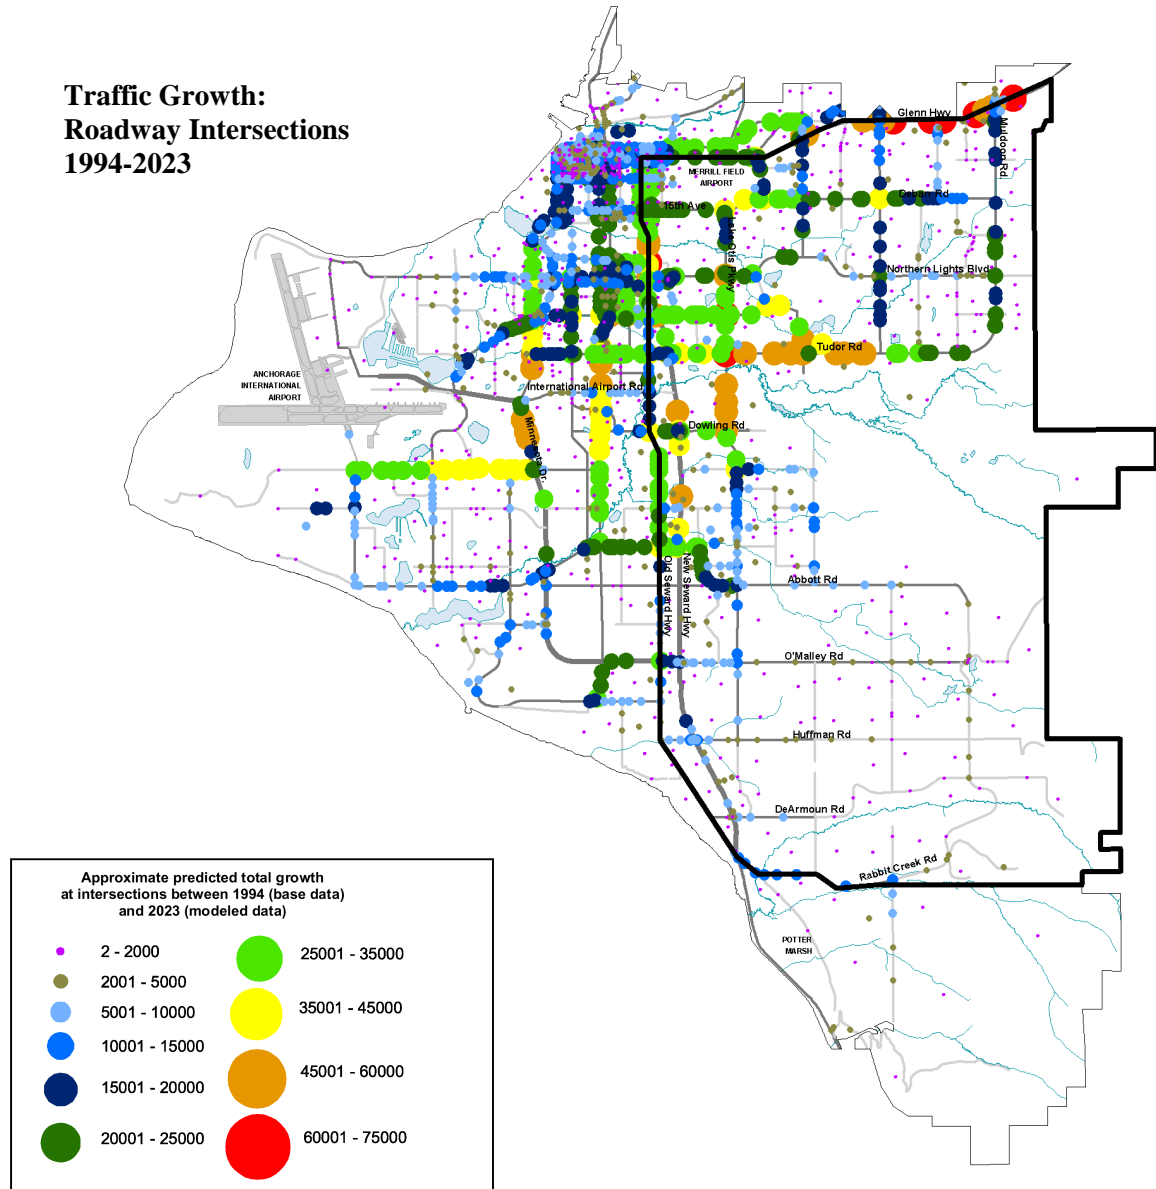 Traffic Growth:
Roadway Intersections
1994-2023
Glenn Hwy
Muldoon Rd
MERRILL FIELD
AIRPORT
Debarr Rd
15th Ave
Lake Otis Pkwy
Northern Lights Blvd
Tudor Rd
ANCHORAGE
INTERNATIONAL
AIRPORT
International Airport Rd
Minnesota Dr.
Dowling Rd
Old Seward Hwy
New Seward Hwy
Abbott Rd
O'Malley Rd
Huffman Rd
DeArmoun Rd
Rabbit Creek Rd
POTTER
MARSH
Approximate predicted total growth
at intersections between 1994 (base data)
and 2023 (modeled data)
2 - 2000
2001 - 5000
5001 - 10000
10001 - 15000
15001 - 20000
20001 - 25000
25001 - 35000
35001 - 45000
45001 - 60000
60001 - 75000